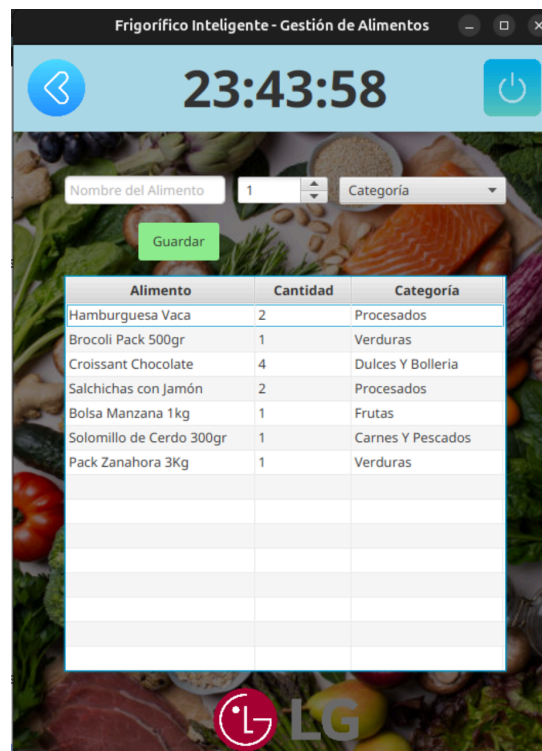 Frigorífico Inteligente - Gestión de Alimentos
23:43:58
Nombre del Alimento 1 Categoría
Guardar
Alimento Cantidad Categoría
Hamburguesa Vaca 2 Procesados
Brocoli Pack 500gr 1 Verduras
Croissant Chocolate 4 Dulces Y Bolleria
Salchichas con Jamón 2 Procesados
Bolsa Manzana 1kg 1 Frutas
Solomillo de Cerdo 300gr 1 Carnes Y Pescados
Pack Zanahora 3Kg 1 Verduras
LG